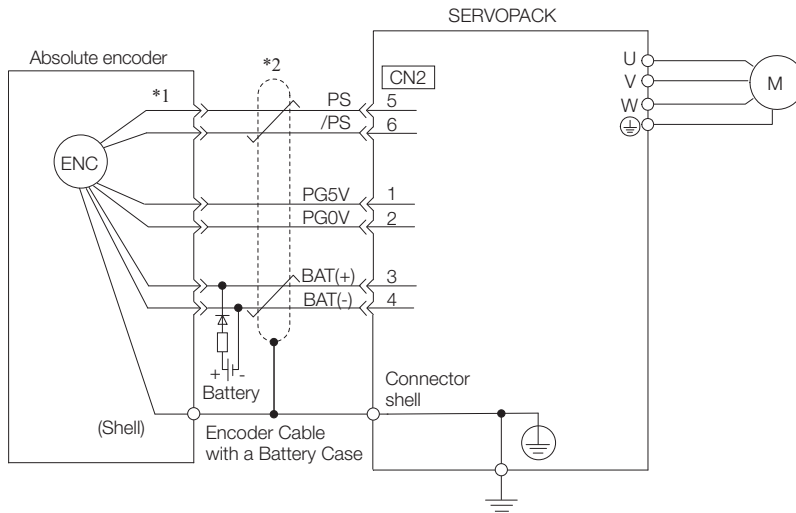 SERVOPACK
Absolute encoder
*2
CN2
U
V
W
M
*1
PS
5
/PS
6
ENC
PG5V
1
PG0V
2
BAT(+)
3
BAT(-)
4
+
-
Battery
Connector
shell
(Shell)
Encoder Cable
with a Battery Case